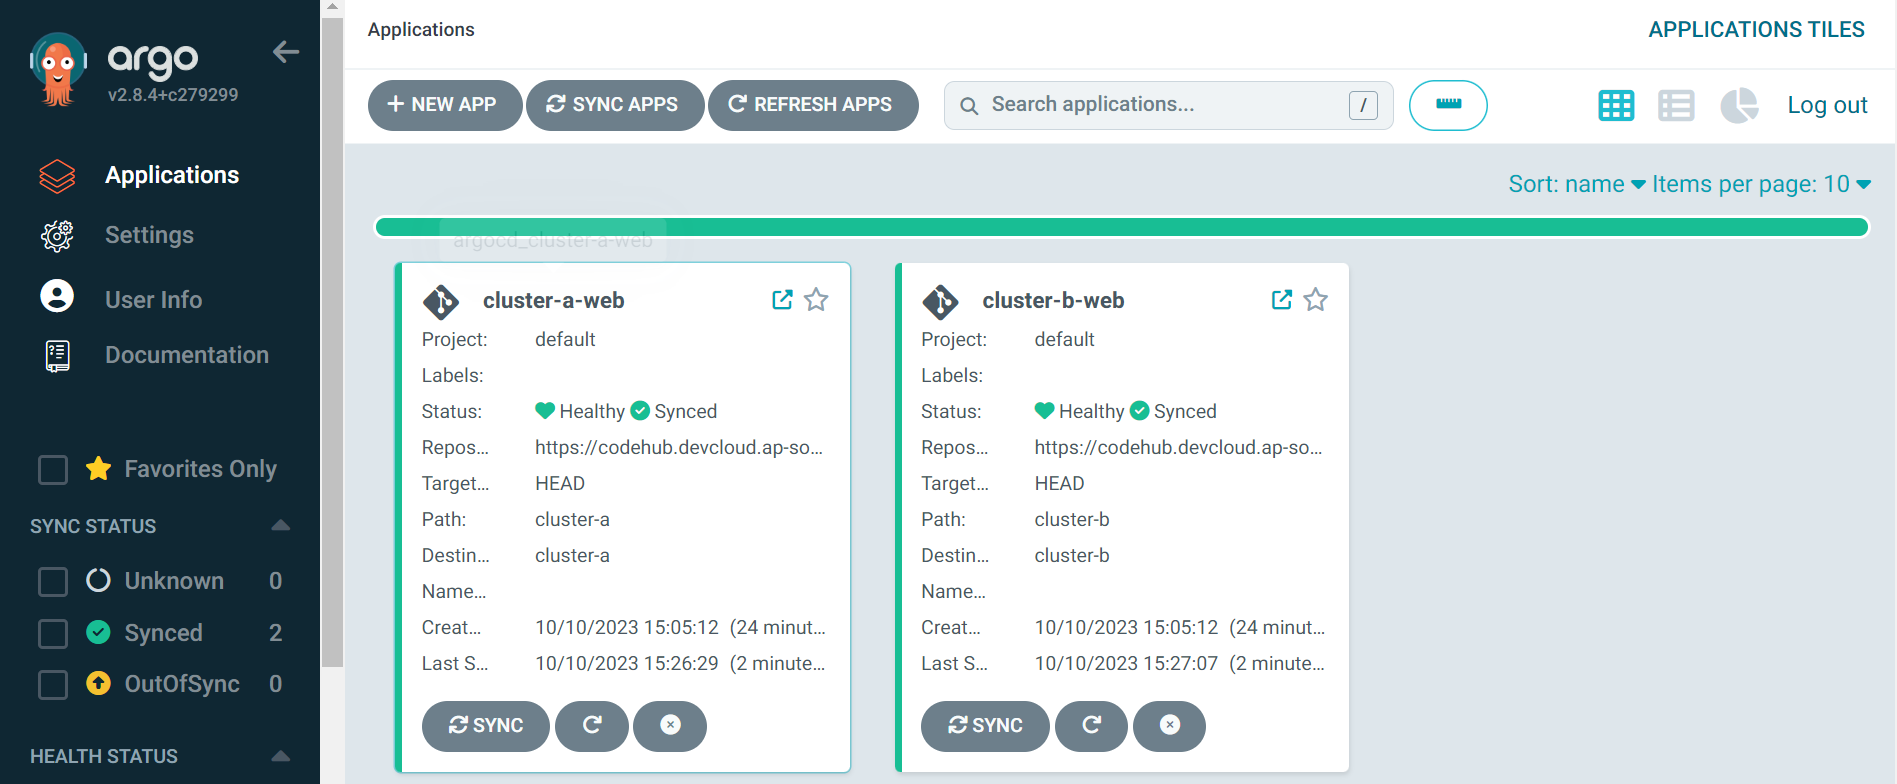 argo
v2.8.4+c279299
Applications
Settings
User Info
Documentation
Favorites Only
SYNC STATUS
Unknown 0
Synced 2
OutOfSync 0
HEALTH STATUS
Applications
APPLICATIONS TILES
NEW APP
SYNC APPS
REFRESH APPS
Search applications...
/
Log out
Sort: name
Items per page: 10
argocd_cluster-a-web
cluster-a-web
Project: default
Labels:
Status: Healthy Synced
Repos... https://codehub.devcloud.ap-so...
Target... HEAD
Path: cluster-a
Destin... cluster-a
Name...
Creat... 10/10/2023 15:05:12 (24 minut...
Last S... 10/10/2023 15:26:29 (2 minute...
SYNC
cluster-b-web
Project: default
Labels:
Status: Healthy Synced
Repos... https://codehub.devcloud.ap-so...
Target... HEAD
Path: cluster-b
Destin... cluster-b
Name...
Creat... 10/10/2023 15:05:12 (24 minut...
Last S... 10/10/2023 15:27:07 (2 minute...
SYNC